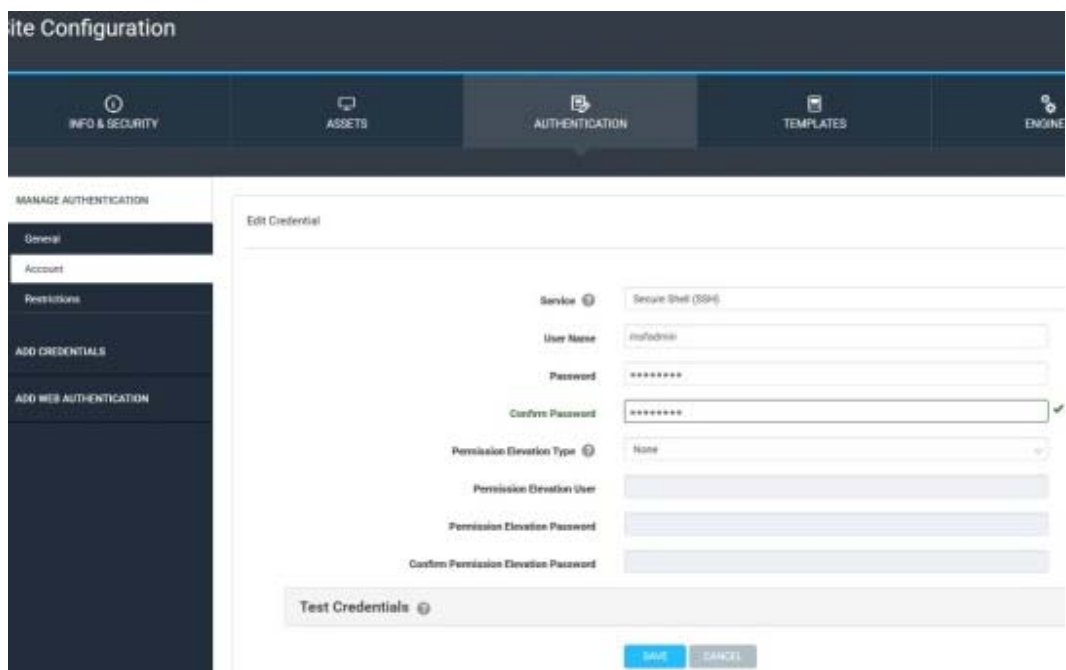 Site Configuration
INFO & SECURITY
ASSETS
AUTHENTICATION
TEMPLATES
ENGINE
MANAGE AUTHENTICATION
General
Account
Restrictions
ADD CREDENTIALS
ADD WEB AUTHENTICATION
Edit Credential
Service
Secure Shell (SSH)
User Name
msfadmin
Password
********
Confirm Password
********
Permission Elevation Type
None
Permission Elevation User
Permission Elevation Password
Confirm Permission Elevation Password
Test Credentials
SAVE
CANCEL